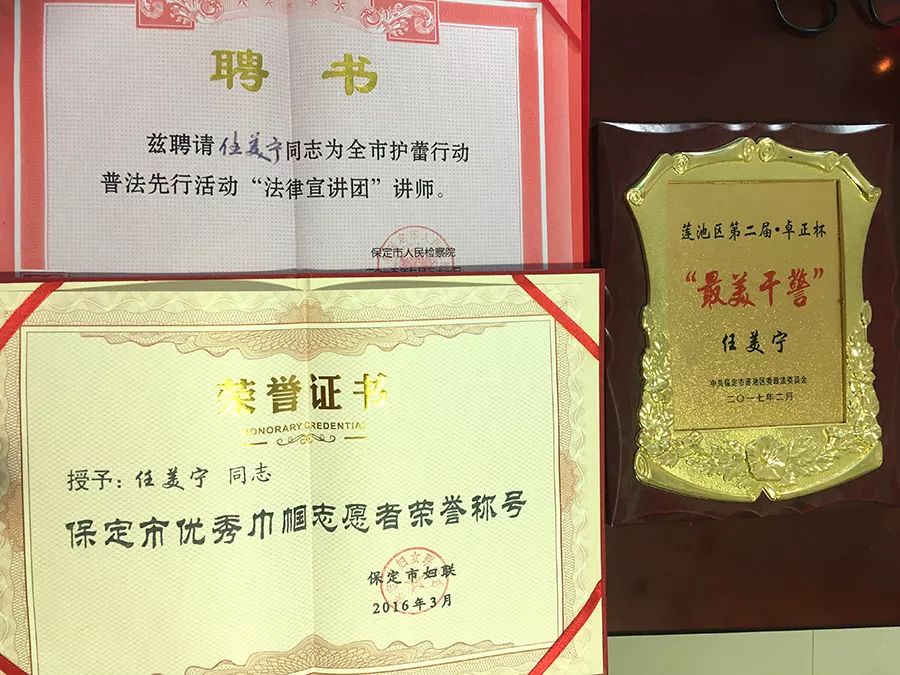 聘书
兹聘请任美宁同志为全市护蕾行动
普法先行活动“法律宣讲团”讲师。
保定市人民检察院
荣誉证书
HONORARY CREDENTIAL
授予：任美宁 同志
保定市优秀巾帼志愿者荣誉称号
保定市妇联
2016年3月
莲池区第二届·卓正杯
“最美干警”
任美宁
中共保定市莲池区委政法委员会
二〇一七年二月